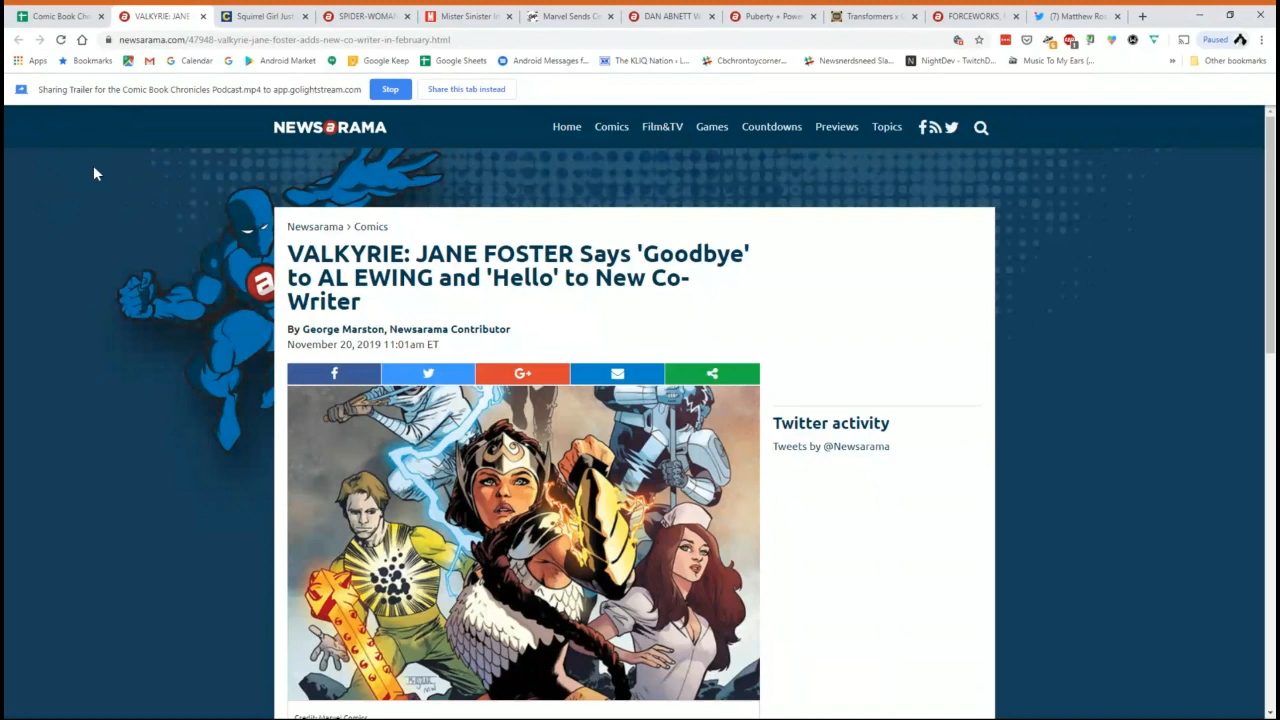 Comic Book Chr
VALKYRIE: JANE
Squirrel Girl Just
SPIDER-WOMAN
Mister Sinister I
Marvel Sends C
DAN ABNETT
Puberty + Powe
Transformers x
FORCEWORKS,
(7) Matthew Ro
newsarama.com/47948-valkyrie-jane-foster-adds-new-co-writer-in-february.html
Paused
Apps
Bookmarks
Calendar
Android Market
Google Keep
Google Sheets
Android Messages f...
The KLIQ Nation › L...
Cbchrontoycorner...
Newsnerdsneed Sla...
NightDev - TwitchD...
Music To My Ears (...
»
Other bookmarks
Sharing Trailer for the Comic Book Chronicles Podcast.mp4 to app.golightstream.com
Stop
Share this tab instead
NEWSaRAMA
Home
Comics
Film&TV
Games
Countdowns
Previews
Topics
Newsarama > Comics
VALKYRIE: JANE FOSTER Says 'Goodbye'
to AL EWING and 'Hello' to New Co-
Writer
By George Marston, Newsarama Contributor
November 20, 2019 11:01am ET
G+
Twitter activity
Tweets by @Newsarama
Credit: Marvel Comics